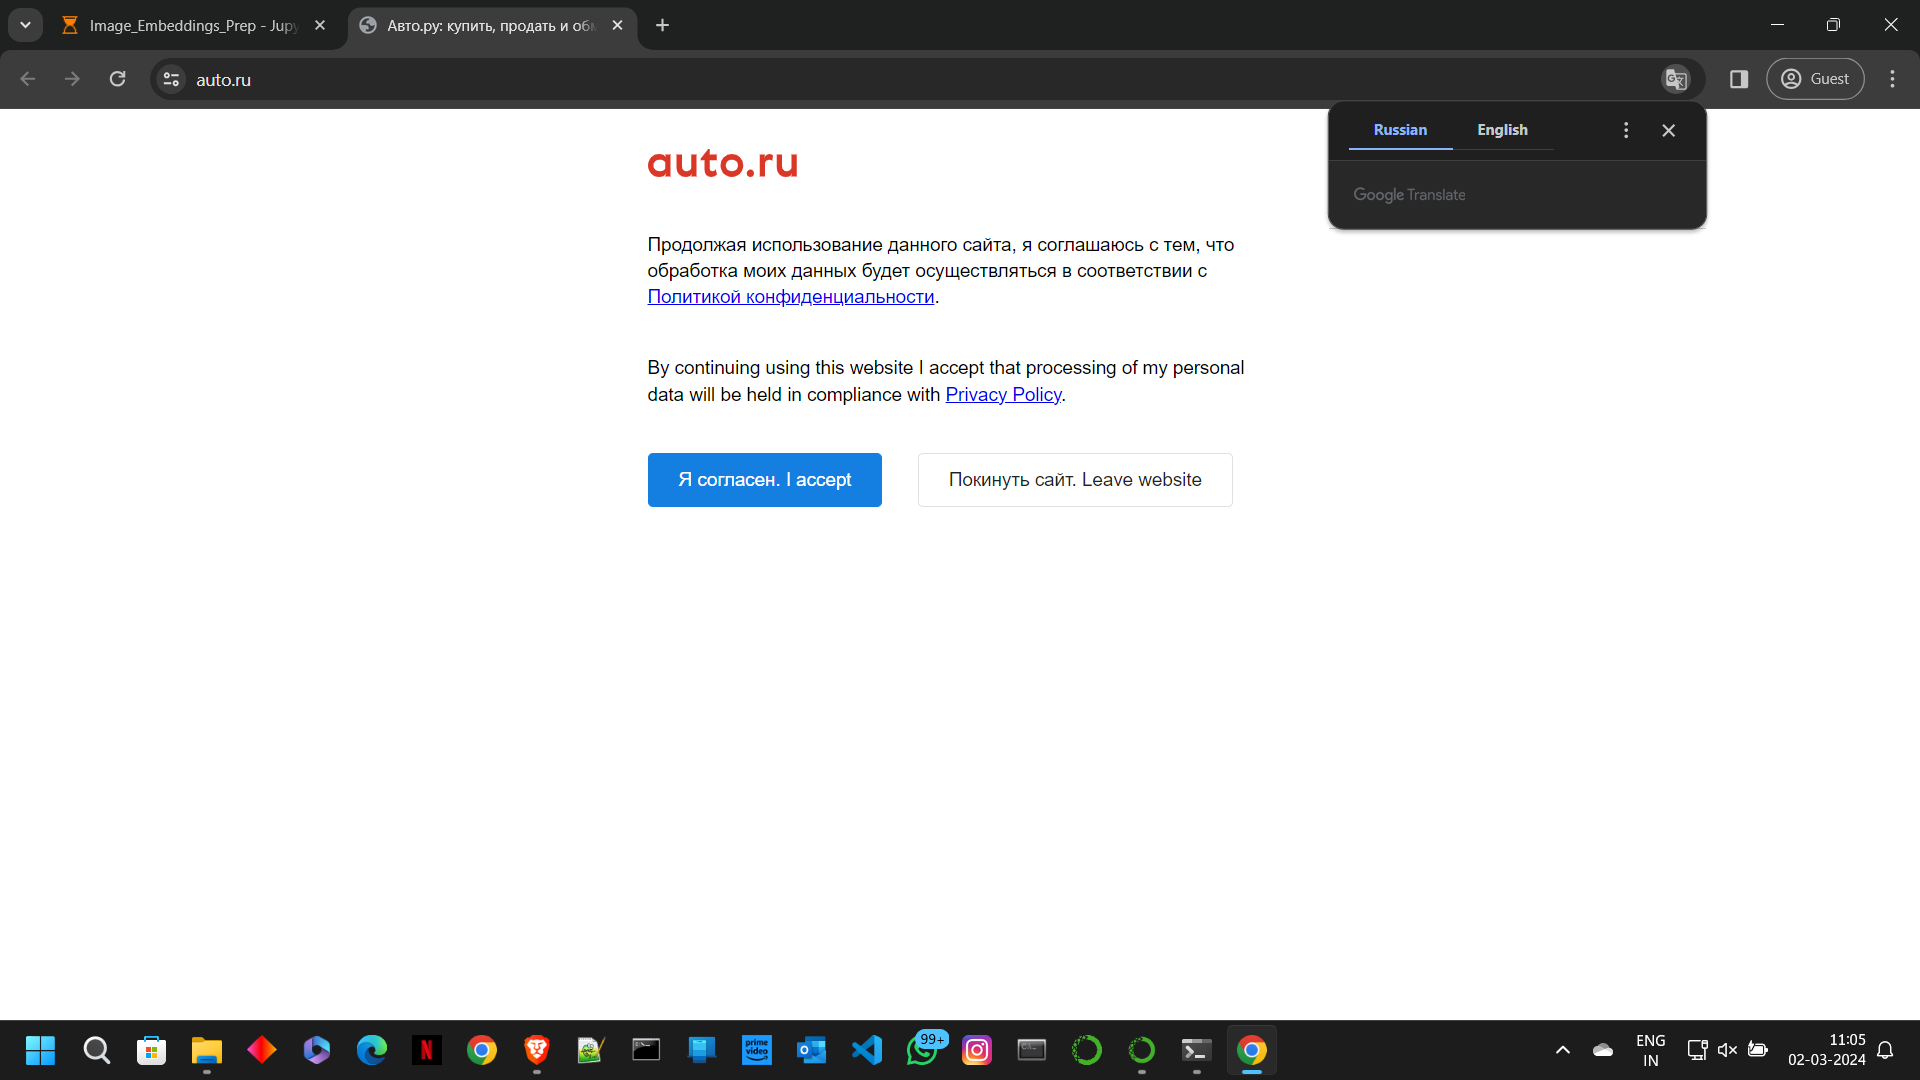 Image_Embeddings_Prep - Jupy
Авто.ру: купить, продать и обм
auto.ru
Guest
Russian
English
Google Translate
auto.ru
Продолжая использование данного сайта, я соглашаюсь с тем, что
обработка моих данных будет осуществляться в соответствии с
Политикой конфиденциальности.
By continuing using this website I accept that processing of my personal
data will be held in compliance with Privacy Policy.
Я согласен. I accept
Покинуть сайт. Leave website
prime
video
99+
ENG
IN
11:05
02-03-2024